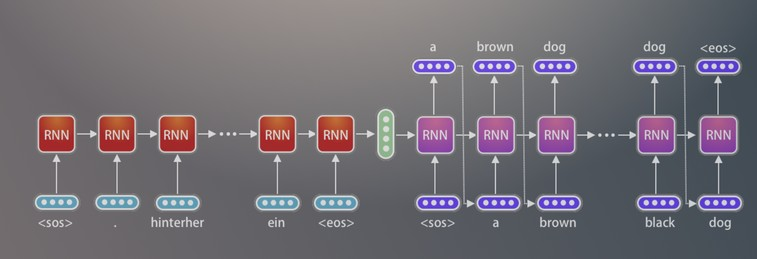 a brown dog dog <eos>
RNN RNN RNN ... RNN RNN RNN RNN RNN ... RNN RNN
<sos> . hinterher ein <eos> <sos> a brown black dog